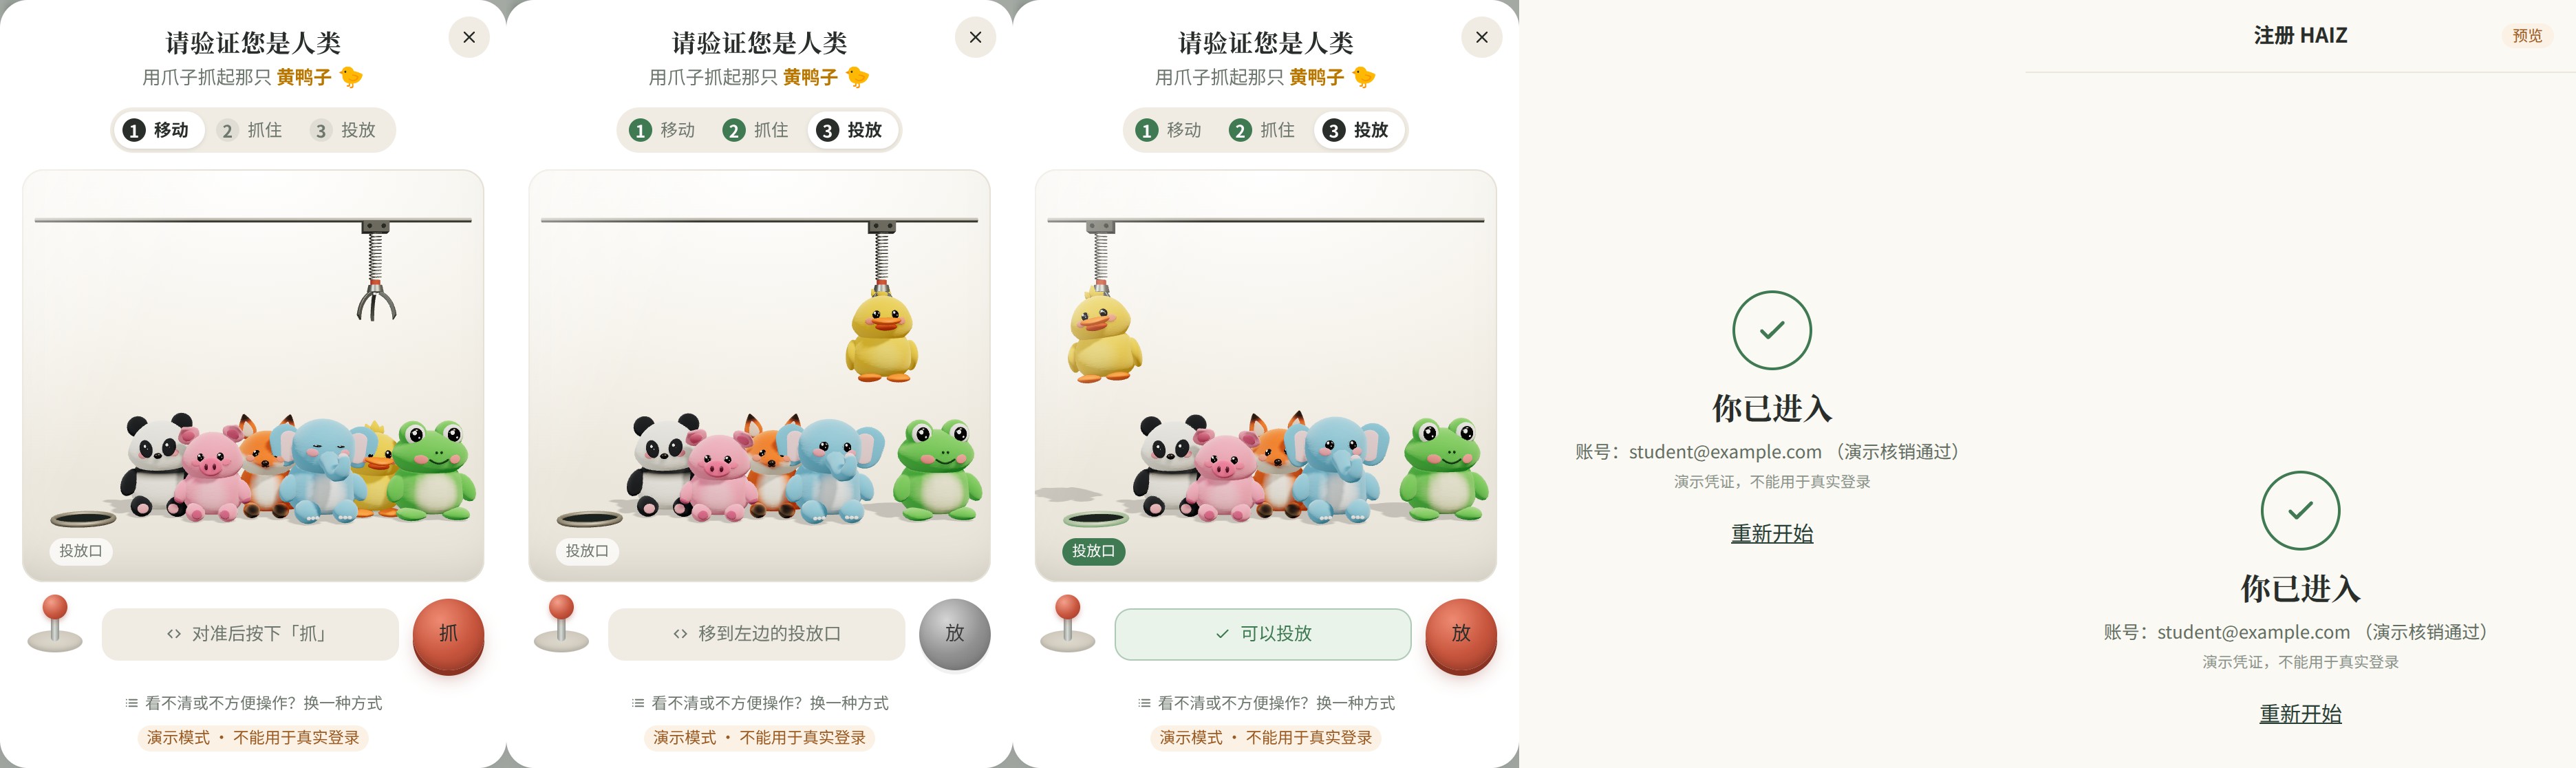 请验证您是人类
用爪子抓起那只 黄鸭子
1 移动 2 抓住 3 投放
投放口
对准后按下「抓」
抓
看不清或不方便操作？换一种方式
演示模式 · 不能用于真实登录
请验证您是人类
用爪子抓起那只 黄鸭子
1 移动 2 抓住 3 投放
投放口
移到左边的投放口
放
看不清或不方便操作？换一种方式
演示模式 · 不能用于真实登录
请验证您是人类
用爪子抓起那只 黄鸭子
1 移动 2 抓住 3 投放
投放口
可以投放
放
看不清或不方便操作？换一种方式
演示模式 · 不能用于真实登录
你已进入
账号：student@example.com （演示核销通过）
演示凭证，不能用于真实登录
重新开始
注册 HAIZ
预览
你已进入
账号：student@example.com （演示核销通过）
演示凭证，不能用于真实登录
重新开始